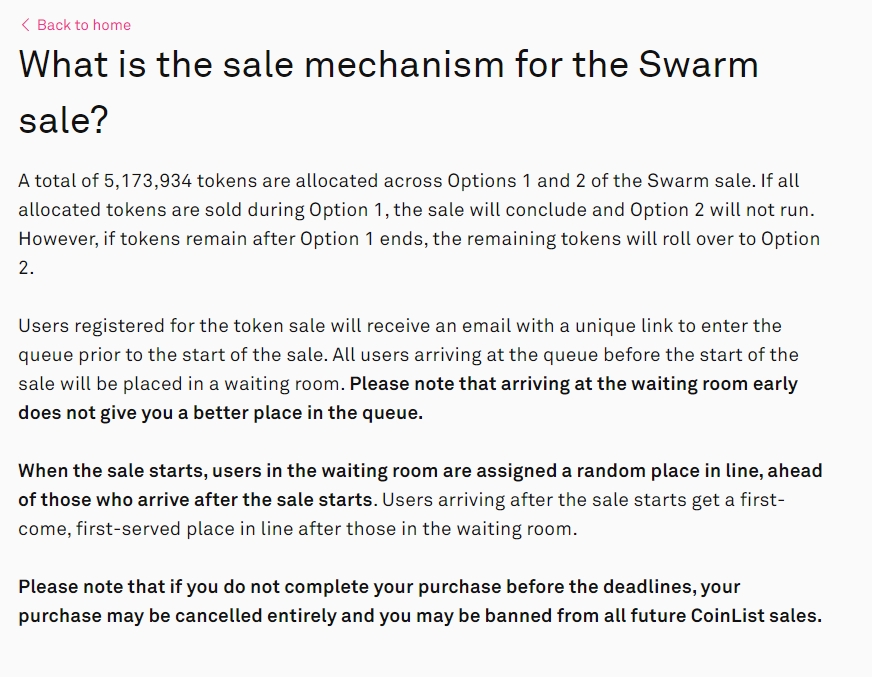 Back to home
What is the sale mechanism for the Swarm
sale?
A total of 5,173,934 tokens are allocated across Options 1 and 2 of the Swarm sale. If all
allocated tokens are sold during Option 1, the sale will conclude and Option 2 will not run.
However, if tokens remain after Option 1 ends, the remaining tokens will roll over to Option
2.
Users registered for the token sale will receive an email with a unique link to enter the
queue prior to the start of the sale. All users arriving at the queue before the start of the
sale will be placed in a waiting room. Please note that arriving at the waiting room early
does not give you a better place in the queue.
When the sale starts, users in the waiting room are assigned a random place in line, ahead
of those who arrive after the sale starts. Users arriving after the sale starts get a first-
come, first-served place in line after those in the waiting room.
Please note that if you do not complete your purchase before the deadlines, your
purchase may be cancelled entirely and you may be banned from all future CoinList sales.